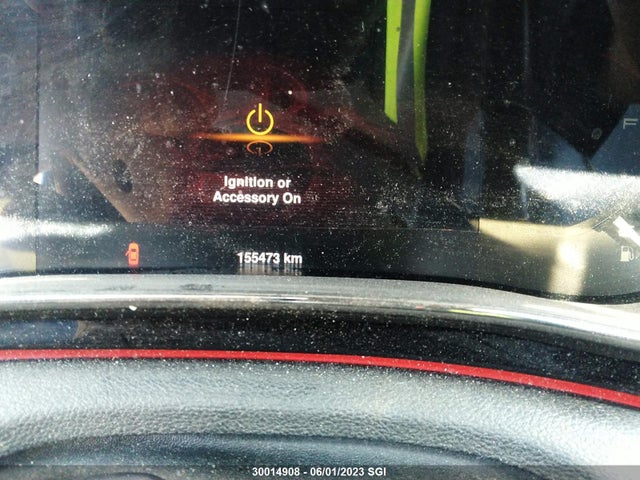 Ignition or
Accessory On
155473 km
F
30014908 - 06/01/2023 SGI